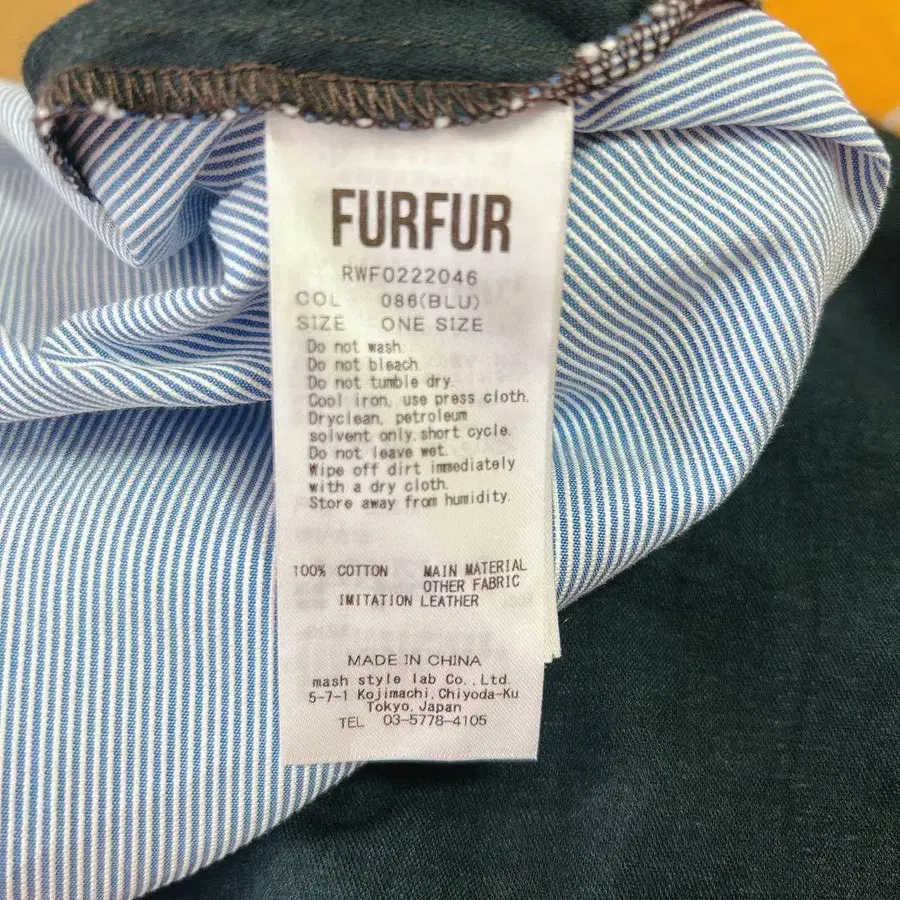 FURFUR
RWF0222046
COL 086(BLU)
SIZE ONE SIZE
Do not wash.
Do not bleach.
Do not tumble dry.
Cool iron, use press cloth.
Dryclean, petroleum
solvent only, short cycle.
Do not leave wet.
Wipe off dirt immediately
with a dry cloth.
Store away from humidity.
100% COTTON MAIN MATERIAL
OTHER FABRIC
IMITATION LEATHER
MADE IN CHINA
mash style lab Co., Ltd.
5-7-1 Kojimachi, Chiyoda-Ku
Tokyo, Japan
TEL 03-5778-4105